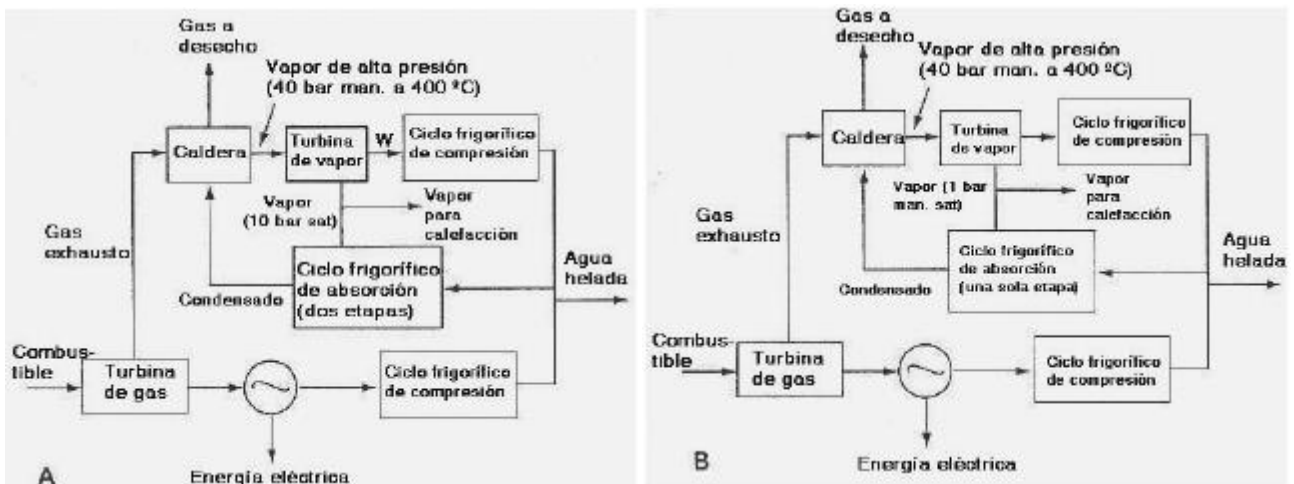 Gas a
desecho
Vapor de alta presión
(40 bar man. a 400 ºC)
Caldera
Turbina
de vapor
W
Ciclo frigorífico
de compresión
Vapor
(10 bar sat)
Vapor
para
calefacción
Gas
exhausto
Ciclo frigorífico
de absorción
(dos etapas)
Condensado
Agua
helada
Combus-
tible
Turbina
de gas
Ciclo frigorífico
de compresión
A
Energía eléctrica
Gas a
desecho
Vapor de alta presión
(40 bar man. a 400 ºC)
Caldera
Turbina
de vapor
Ciclo frigorífico
de compresión
Vapor (1 bar
man. sat)
Vapor
para
calefacción
Gas
exhausto
Ciclo frigorífico
de absorción
(una sola etapa)
Condensado
Agua
helada
Combus-
tible
Turbina
de gas
Ciclo frigorífico
de compresión
B
Energía eléctrica